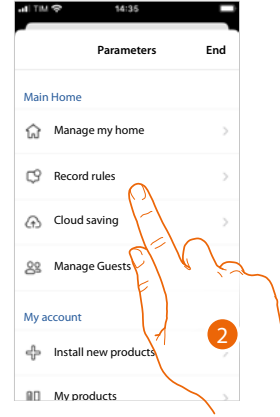 TIM 14:35
Parameters End
Main Home
Manage my home
Record rules
Cloud saving
Manage Guests
My account
2
Install new products
My products